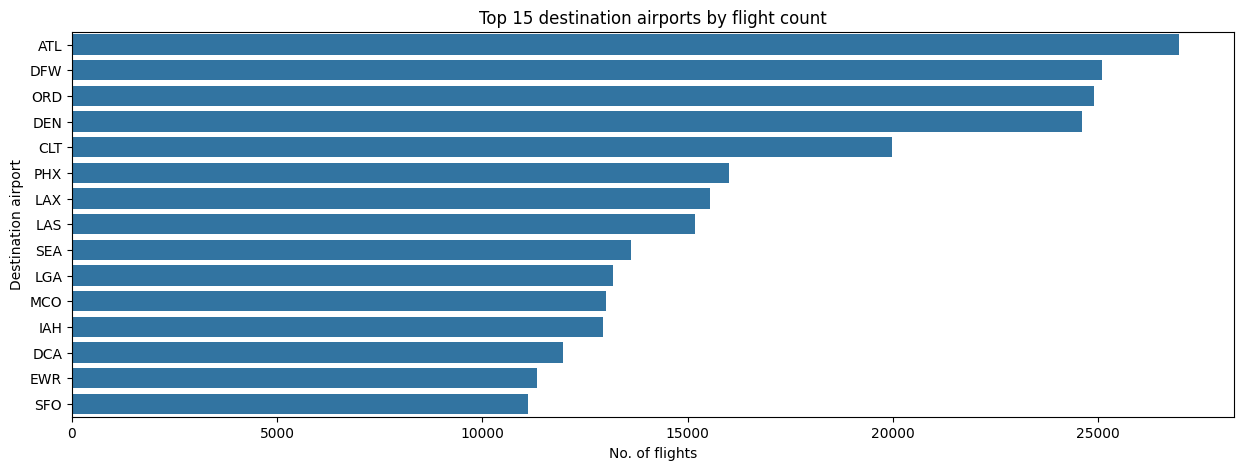 Top 15 destination airports by flight count
Destination airport
ATL
DFW
ORD
DEN
CLT
PHX
LAX
LAS
SEA
LGA
MCO
IAH
DCA
EWR
SFO
0 5000 10000 15000 20000 25000
No. of flights